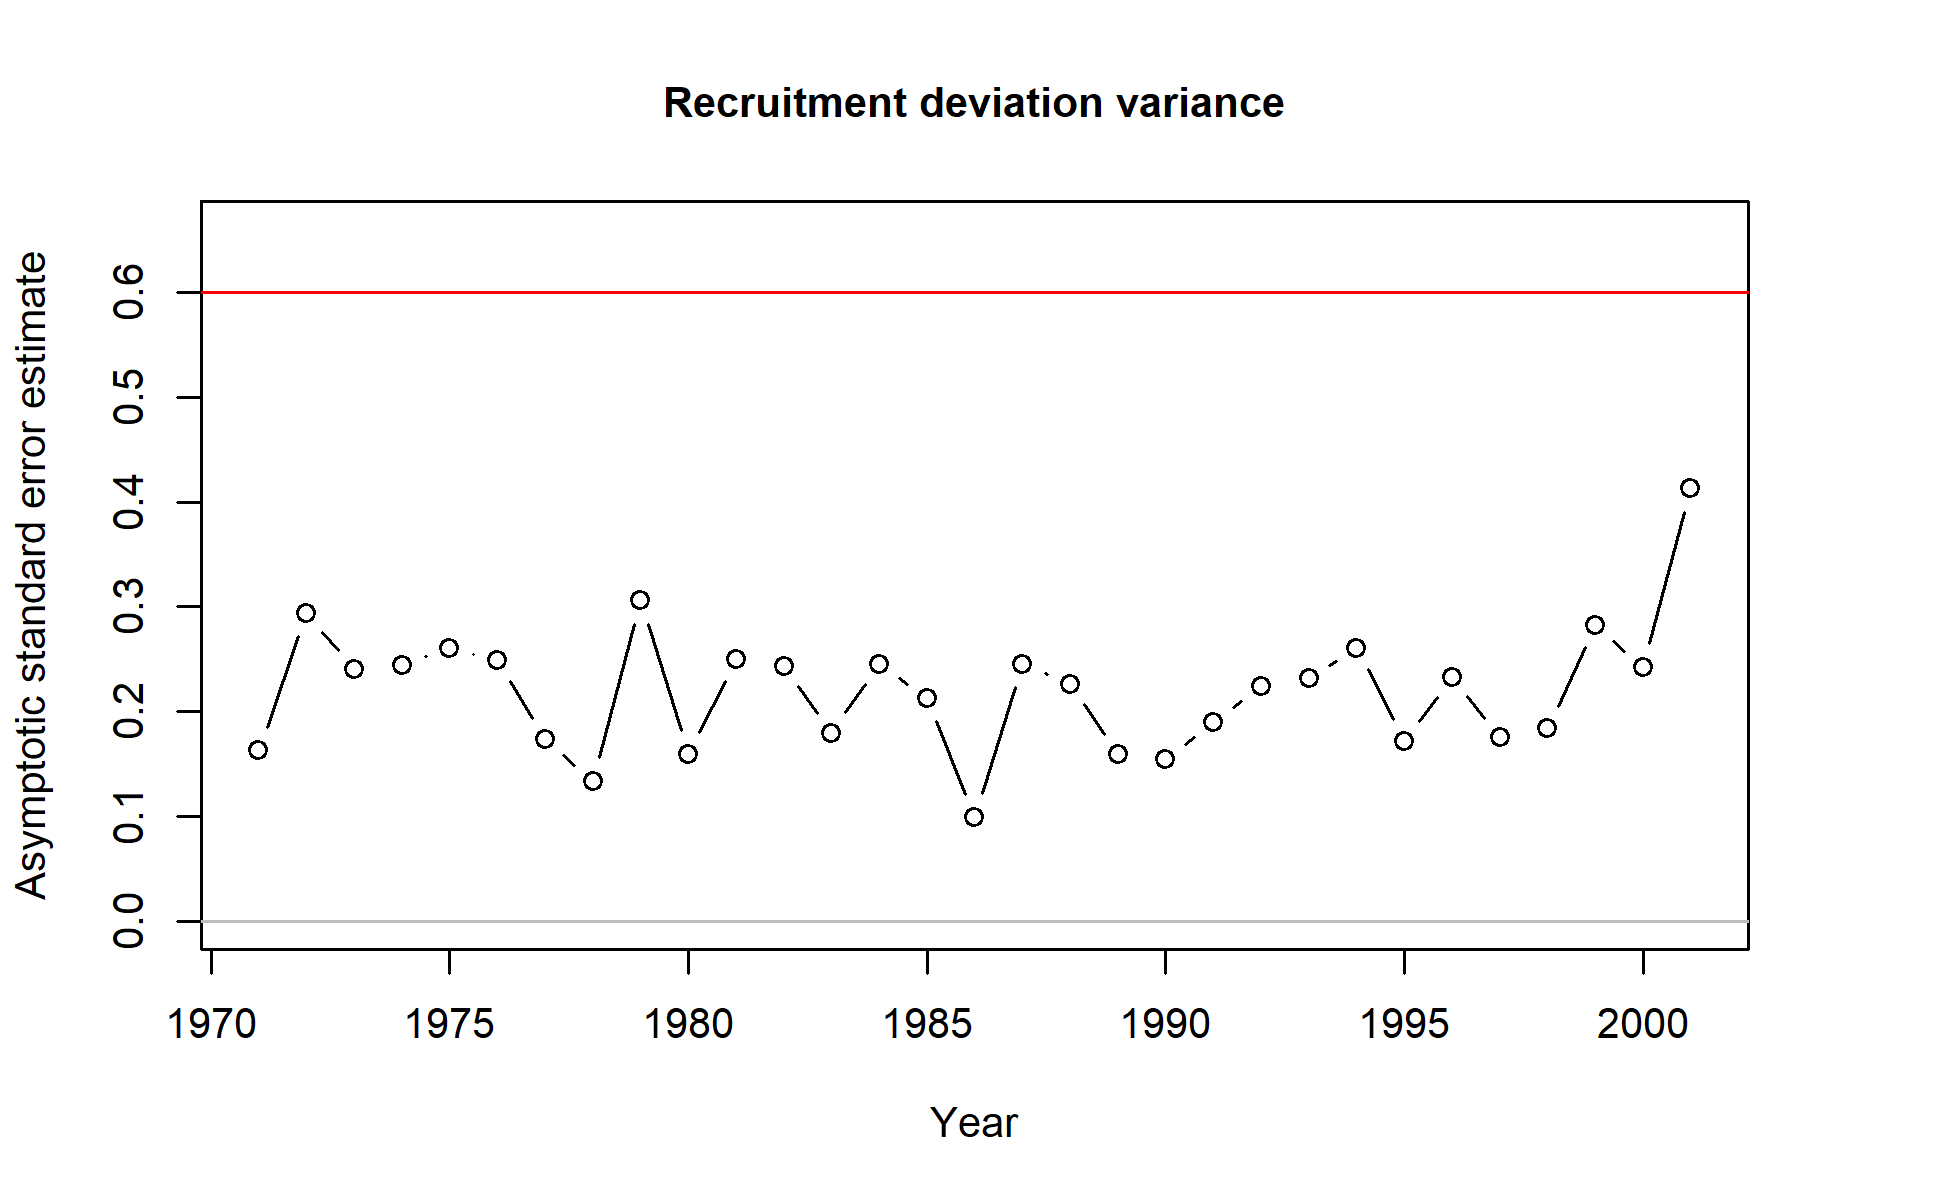 Recruitment deviation variance
Asymptotic standard error estimate
0.6
0.5
0.4
0.3
0.2
0.1
0.0
1970 1975 1980 1985 1990 1995 2000
Year